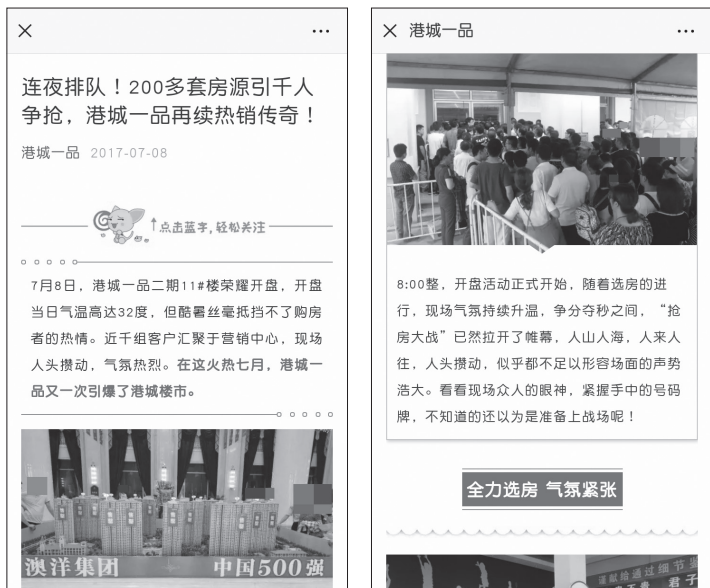 连夜排队！200多套房源引千人
争抢，港城一品再续热销传奇！
港城一品 2017-07-08
↑点击蓝字，轻松关注
7月8日，港城一品二期11#楼荣耀开盘，开盘
当日气温高达32度，但酷暑丝毫抵挡不了购房
者的热情。近千组客户汇聚于营销中心，现场
人头攒动，气氛热烈。在这火热七月，港城一
品又一次引爆了港城楼市。
澳洋集团 中国500强
港城一品
8:00整，开盘活动正式开始，随着选房的进
行，现场气氛持续升温，争分夺秒之间，“抢
房大战”已然拉开了帷幕，人山人海，人来人
往，人头攒动，似乎都不足以形容场面的声势
浩大。看看现场众人的眼神，紧握手中的号码
牌，不知道的还以为是准备上战场呢！
全力选房 气氛紧张
谨献给通过细节
君子